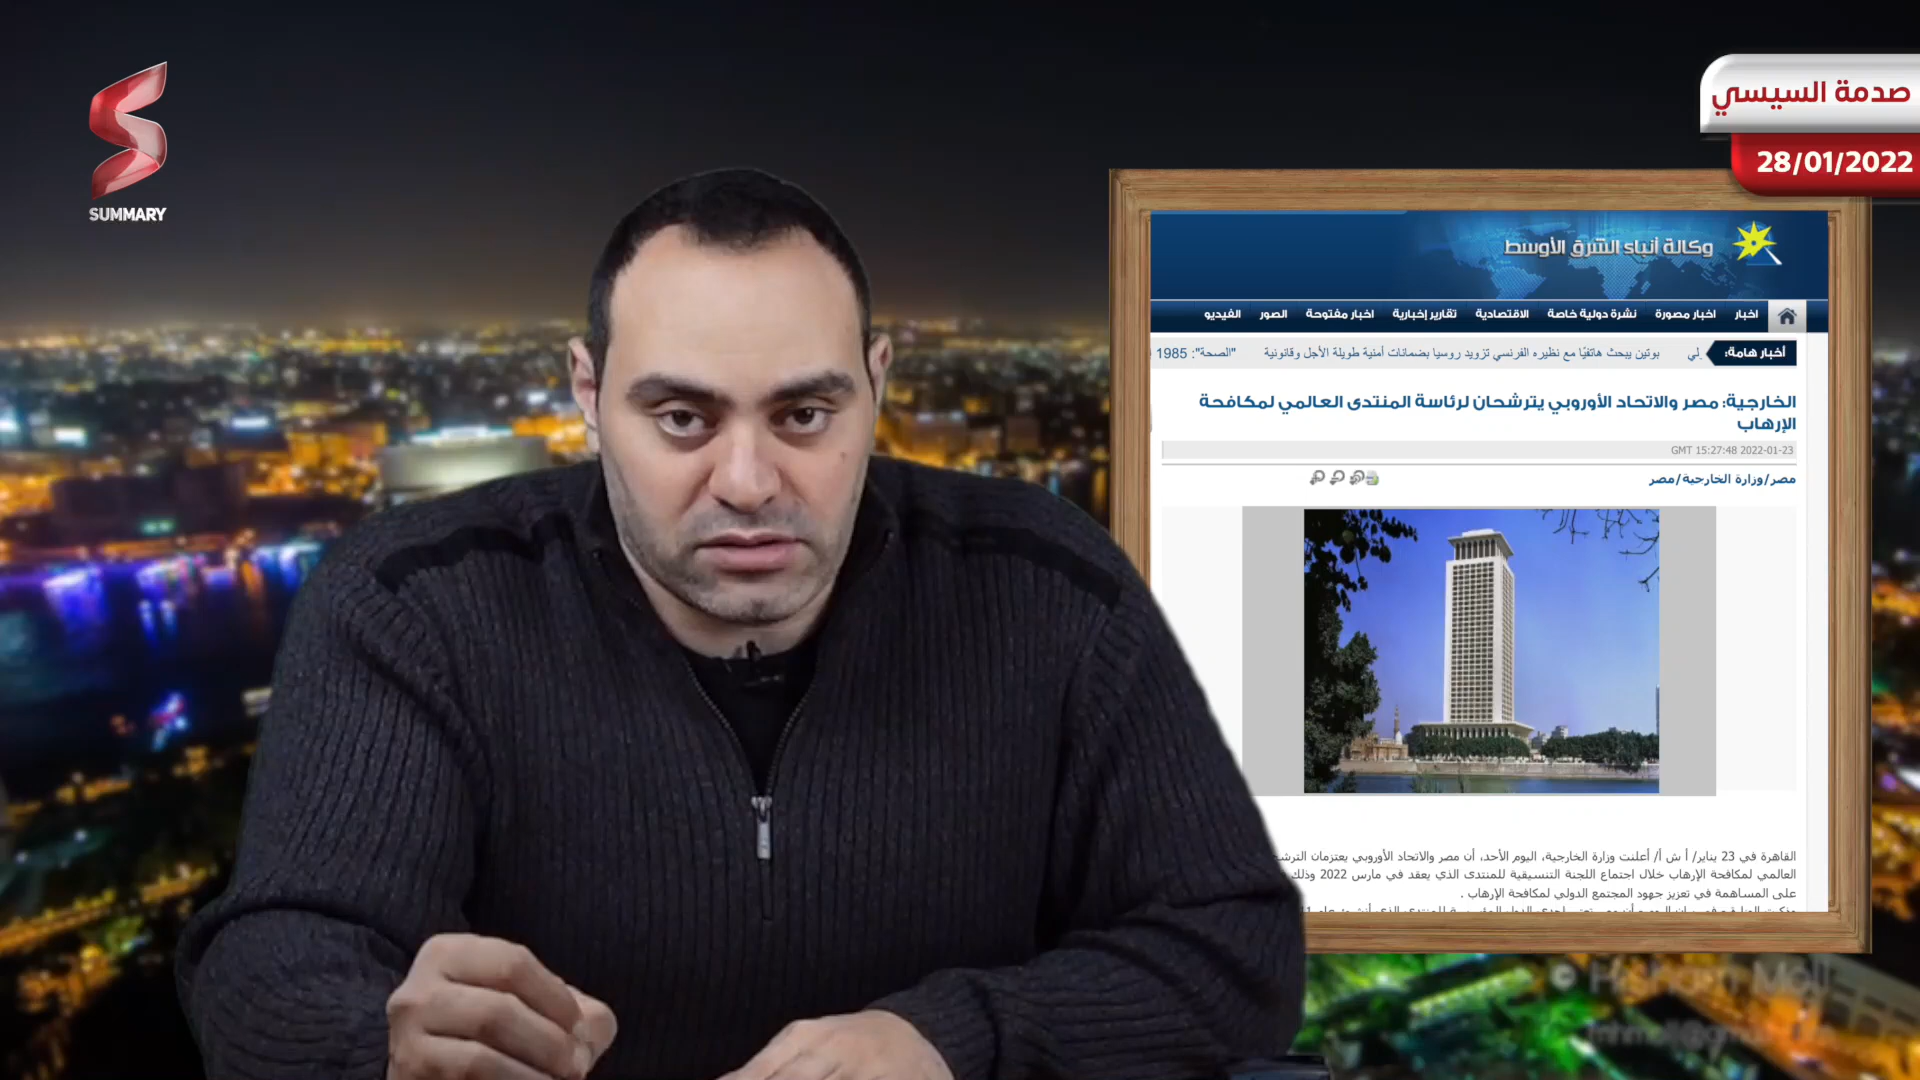 SUMMARY
صدمة السيسي
28/01/2022
وكالة أنباء الشرق الأوسط
اخبار اخبار مصورة نشرة دولية خاصة الاقتصادية تقارير إخبارية اخبار مفتوحة الصور الفيديو
أخبار هامة: لي بوتين يبحث هاتفيًا مع نظيره الفرنسي تزويد روسيا بضمانات أمنية طويلة الأجل وقانونية "الصحة": 1985
الخارجية: مصر والاتحاد الأوروبي يترشحان لرئاسة المنتدى العالمي لمكافحة
الإرهاب
GMT 15:27:48 2022-01-23
مصر/وزارة الخارجية/مصر
القاهرة في 23 يناير/ أ ش أ/ أعلنت وزارة الخارجية، اليوم الأحد، أن مصر والاتحاد الأوروبي يعتزمان
العالمي لمكافحة الإرهاب خلال اجتماع اللجنة التنسيقية للمنتدى الذي يعقد في مارس 2022 وذلك
على المساهمة في تعزيز جهود المجتمع الدولي لمكافحة الإرهاب .
© Hisham